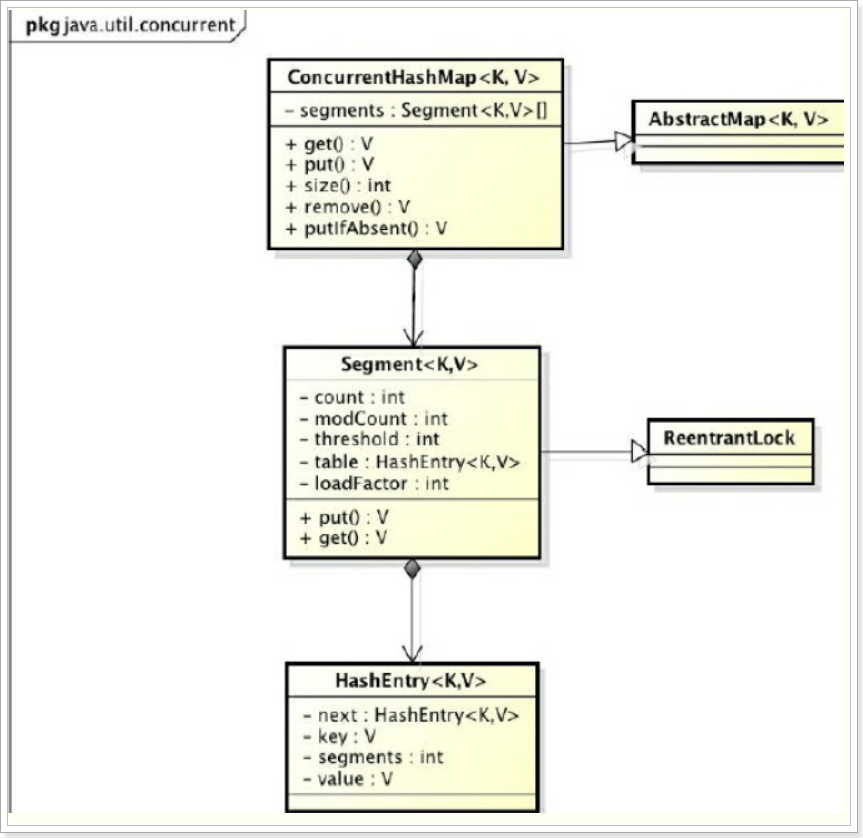 pkg java.util.concurrent
ConcurrentHashMap<K, V>
- segments : Segment<K,V>[]
+ get() : V
+ put() : V
+ size() : int
+ remove() : V
+ putIfAbsent() : V
AbstractMap<K, V>
Segment<K,V>
- count : int
- modCount : int
- threshold : int
- table : HashEntry<K,V>
- loadFactor : int
+ put() : V
+ get() : V
ReentrantLock
HashEntry<K,V>
- next : HashEntry<K,V>
- key : V
- segments : int
- value : V